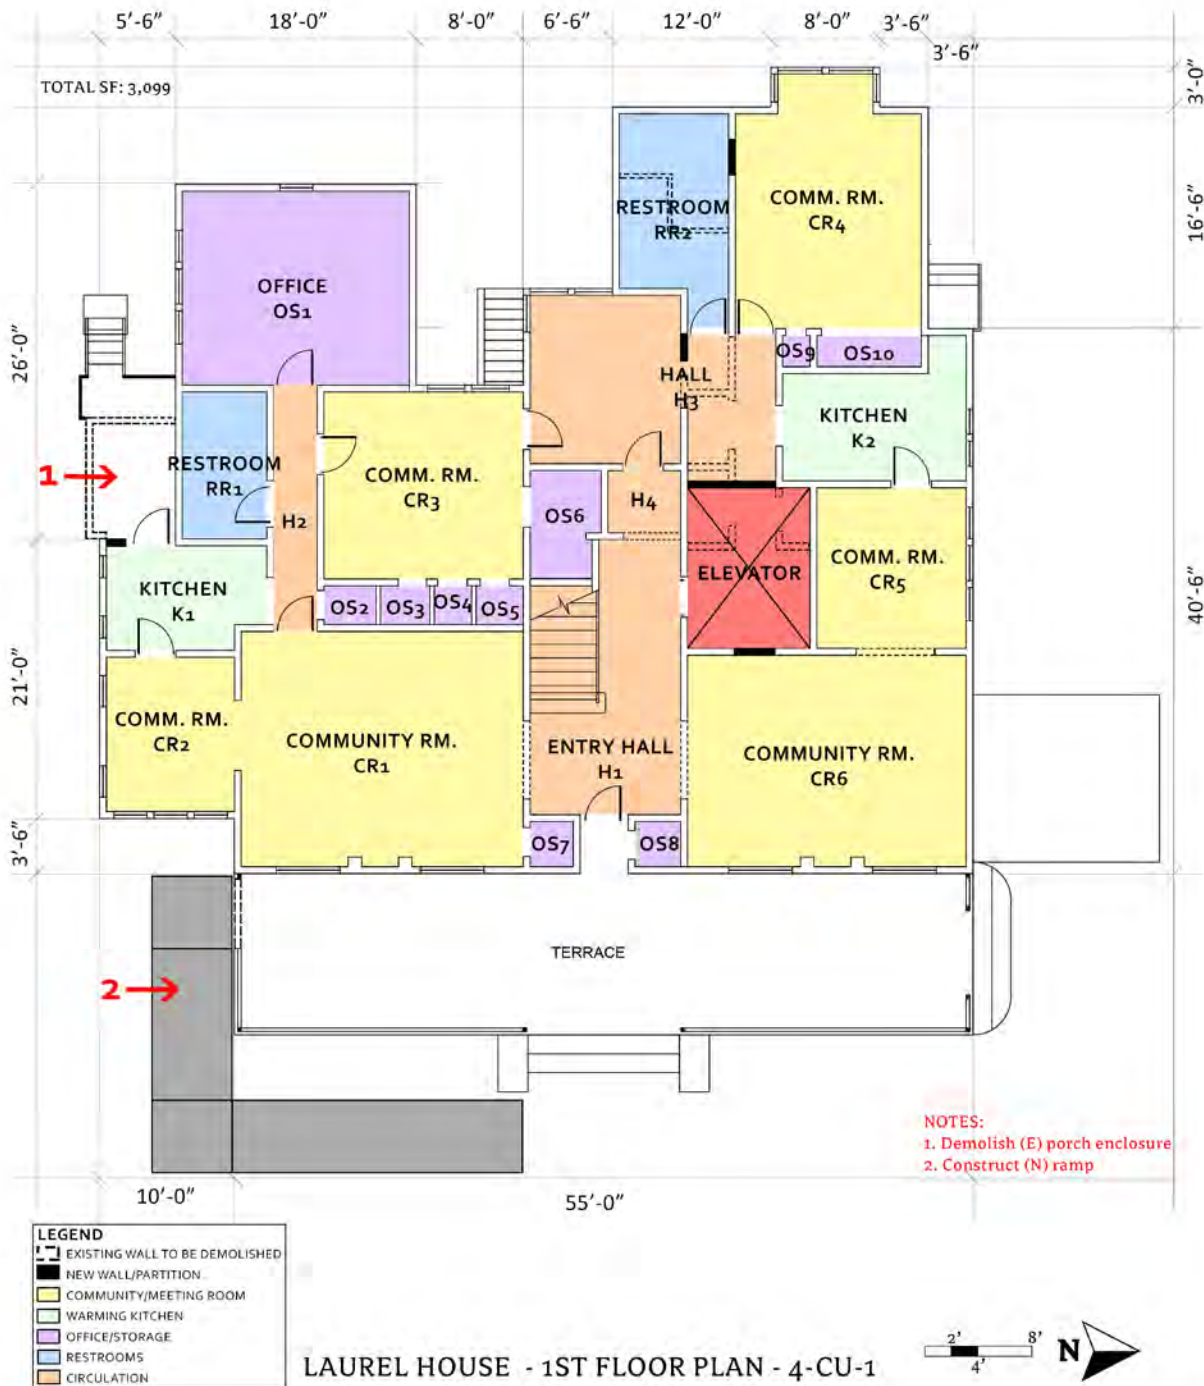 5'-6" 18'-0" 8'-0" 6'-6" 12'-0" 8'-0" 3'-6"
3'-6"
TOTAL SF: 3,099
3'-0"
16'-6"
COMM. RM.
CR4
RESTROOM
RR2
OFFICE
OS1
26'-0"
OS9 OS10
HALL
H3
KITCHEN
K2
1
RESTROOM
RR1
COMM. RM.
CR3
H2
OS6
H4
COMM. RM.
CR5
ELEVATOR
KITCHEN
K1
OS2 OS3 OS4 OS5
40'-6"
21'-0"
COMM. RM.
CR2
COMMUNITY RM.
CR1
ENTRY HALL
H1
COMMUNITY RM.
CR6
3'-6"
OS7 OS8
TERRACE
2
NOTES:
1. Demolish (E) porch enclosure
2. Construct (N) ramp
10'-0"
55'-0"
LEGEND
EXISTING WALL TO BE DEMOLISHED
NEW WALL/PARTITION
COMMUNITY/MEETING ROOM
WARMING KITCHEN
OFFICE/STORAGE
RESTROOMS
CIRCULATION
LAUREL HOUSE - 1ST FLOOR PLAN - 4-CU-1
2' 8'
4'
N